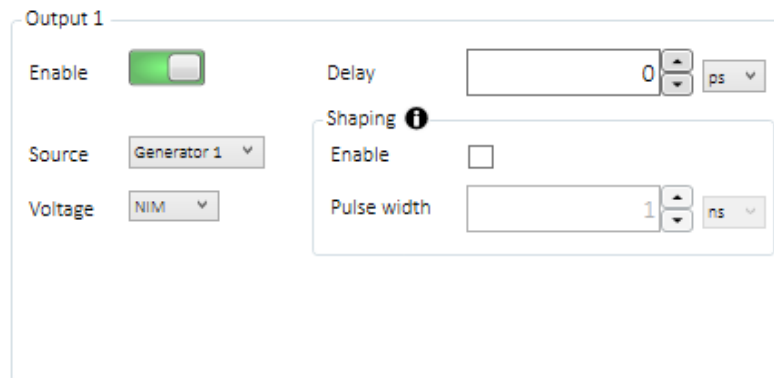 Output 1
Enable
Delay 0 ps
Shaping
Source Generator 1
Enable
Voltage NIM
Pulse width 1 ns